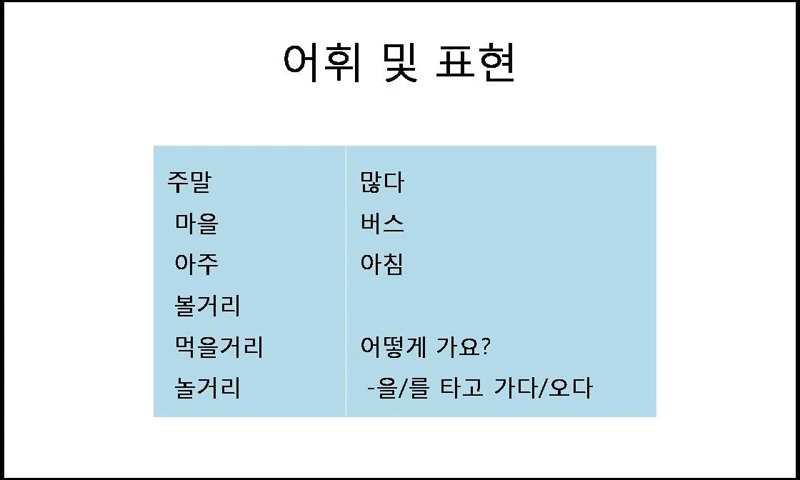 어휘 및 표현
주말
마을
아주
볼거리
먹을거리
놀거리
많다
버스
아침
어떻게 가요?
-을/를 타고 가다/오다